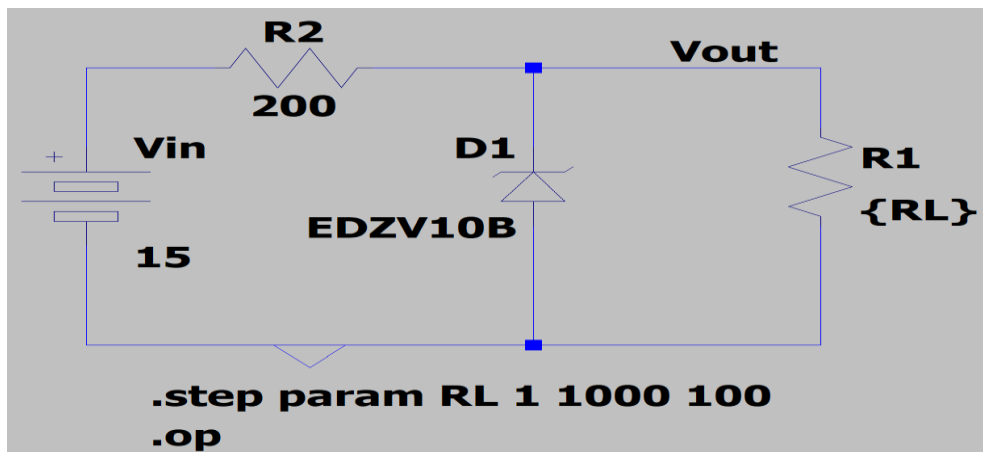 R2
200
Vout
+
Vin
15
D1
EDZV10B
R1
{RL}
.step param RL 1 1000 100
.op